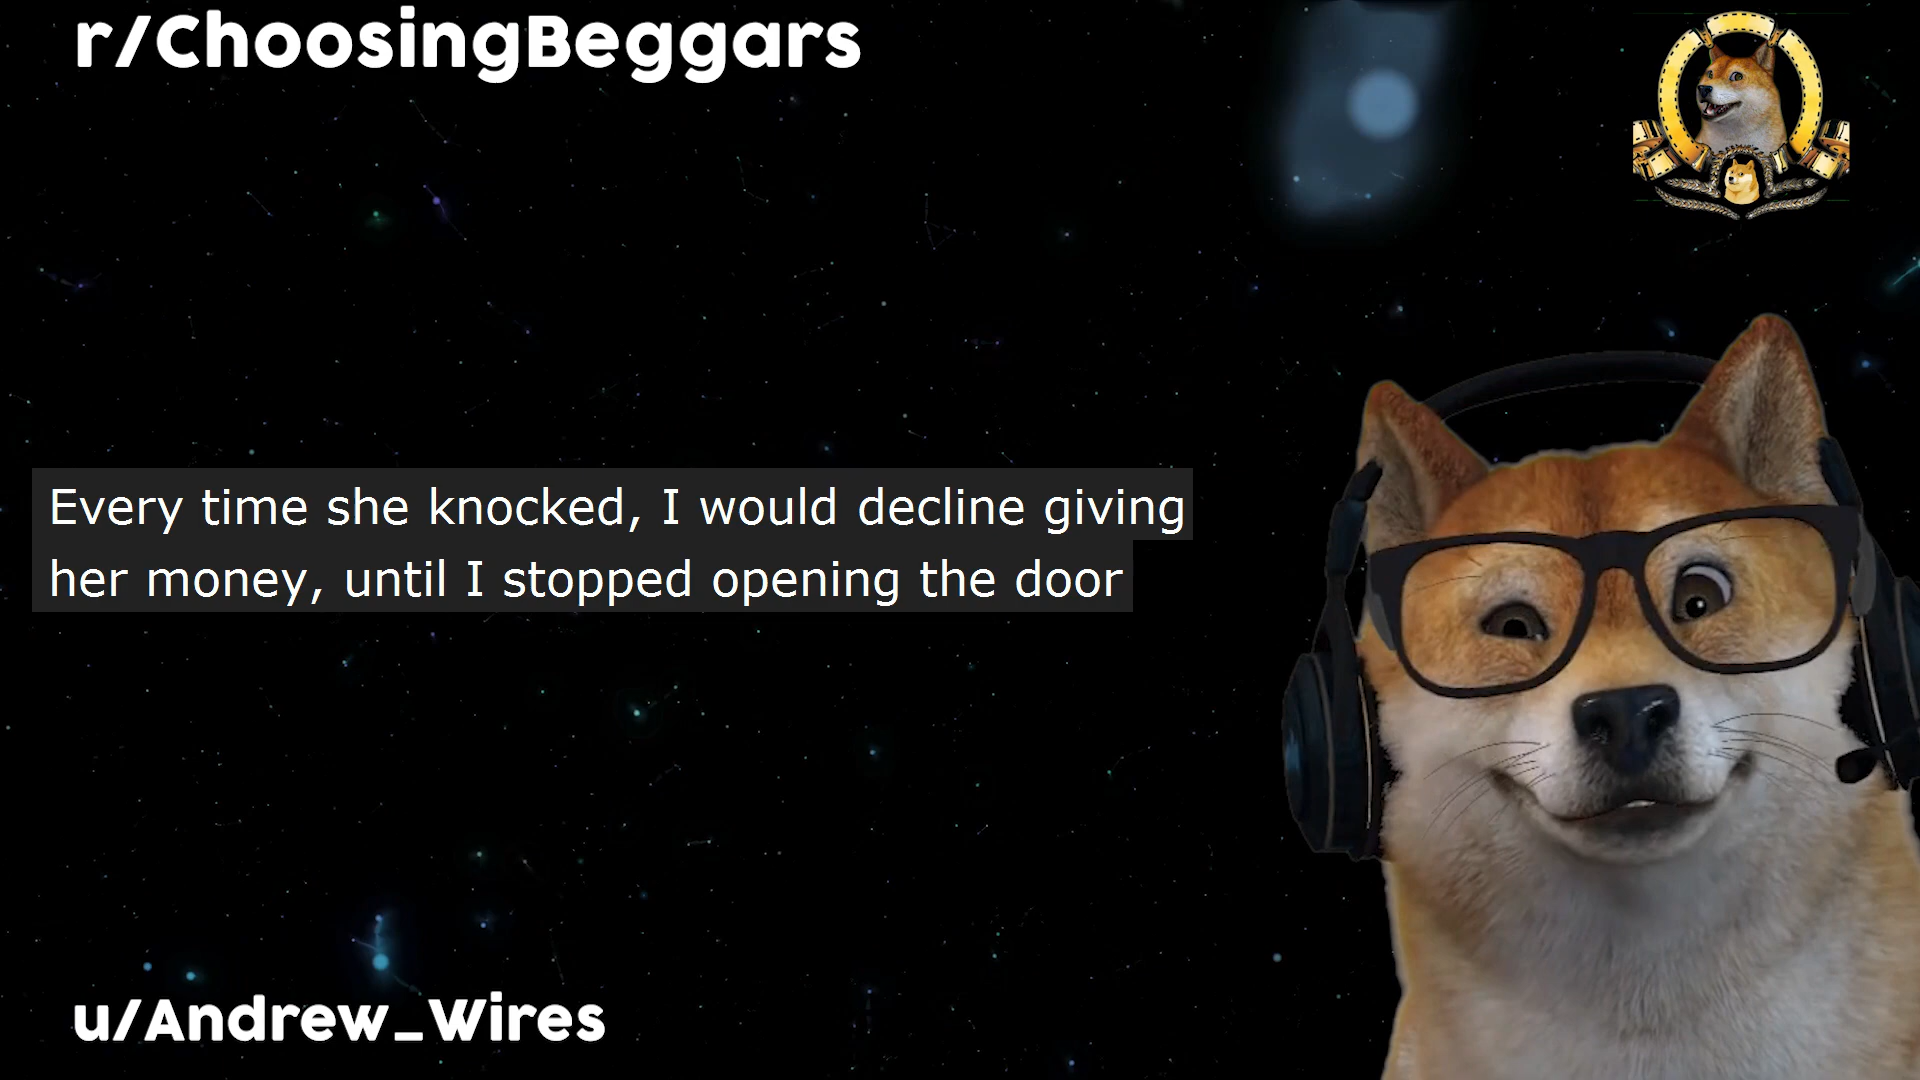 r/ChoosingBeggars
Every time she knocked, I would decline giving
her money, until I stopped opening the door
u/Andrew_Wires